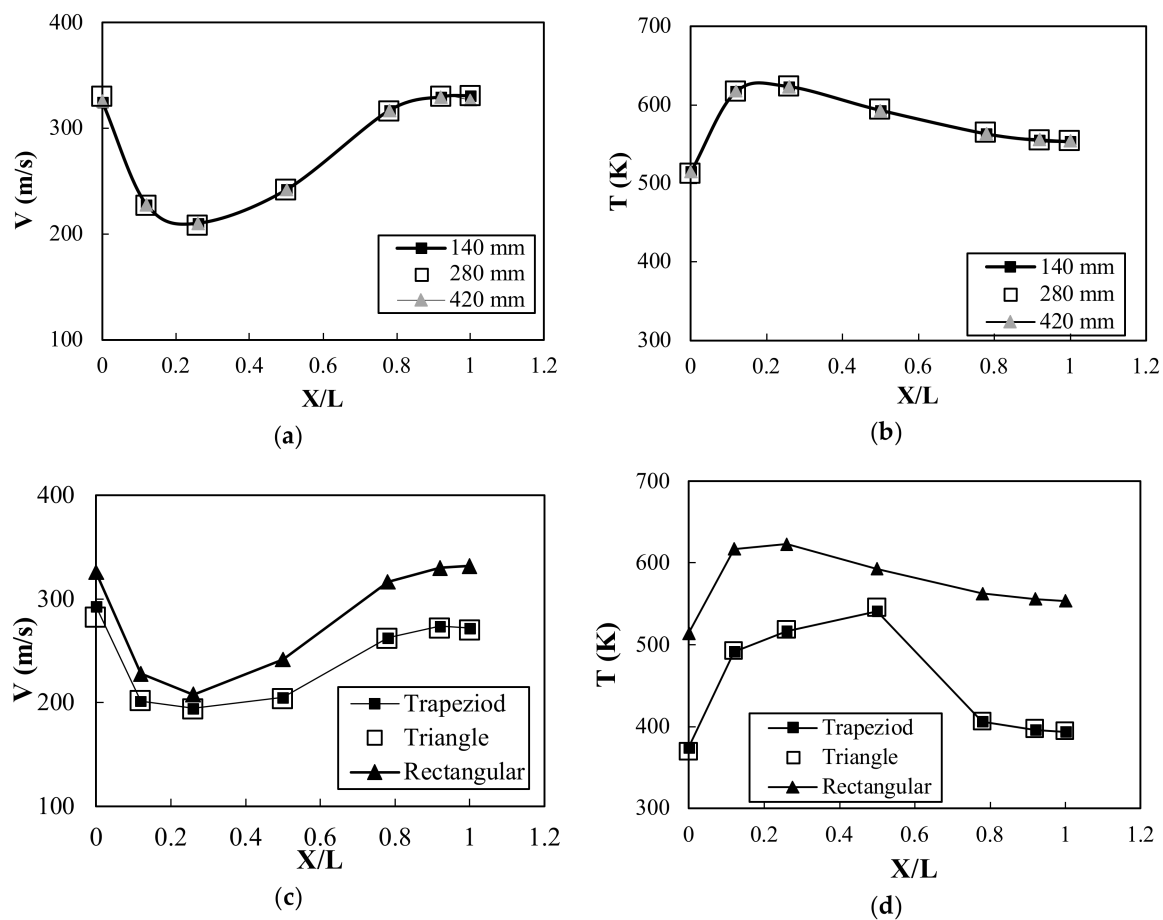 400
300
200
100
V (m/s)
0 0.2 0.4 0.6 0.8 1 1.2
X/L
140 mm
280 mm
420 mm
(a)
700
600
500
400
300
T (K)
0 0.2 0.4 0.6 0.8 1 1.2
X/L
140 mm
280 mm
420 mm
(b)
400
300
200
100
V (m/s)
0 0.2 0.4 0.6 0.8 1 1.2
X/L
Trapeziod
Triangle
Rectangular
(c)
700
600
500
400
300
T (K)
0 0.2 0.4 0.6 0.8 1 1.2
X/L
Trapeziod
Triangle
Rectangular
(d)